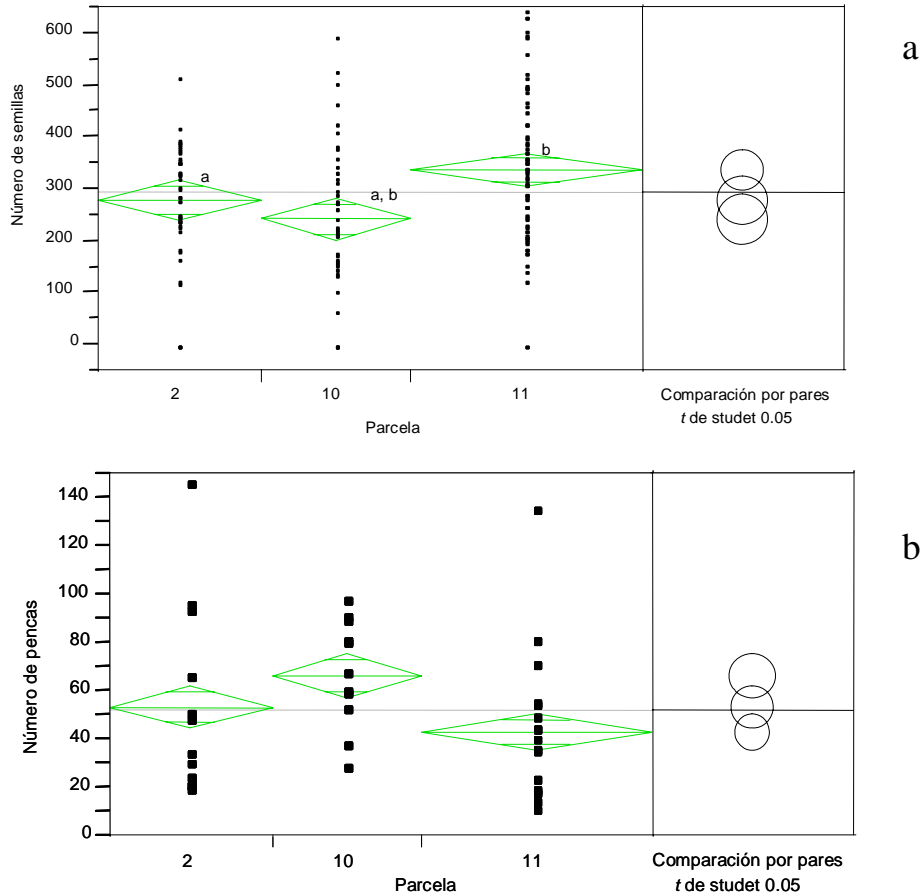 a
Número de semillas
600
500
400
300
200
100
0
a
a, b
b
2
10
11
Parcela
Comparación por pares
t de studet 0.05
b
Número de pencas
140
120
100
80
60
40
20
0
2
10
11
Parcela
Comparación por pares
t de studet 0.05